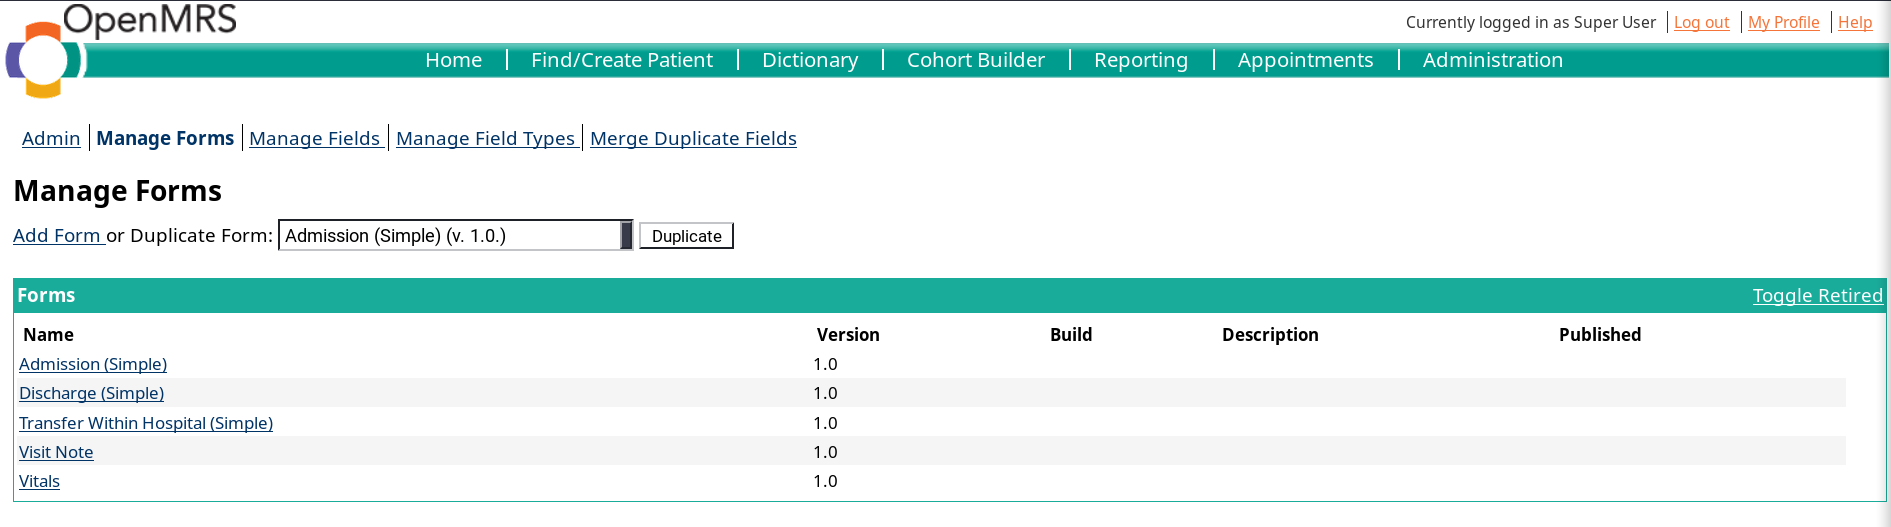 OpenMRS
Currently logged in as Super User Log out My Profile Help
Home Find/Create Patient Dictionary Cohort Builder Reporting Appointments Administration
Admin Manage Forms Manage Fields Manage Field Types Merge Duplicate Fields
Manage Forms
Add Form or Duplicate Form: Admission (Simple) (v. 1.0.) Duplicate
Forms Toggle Retired
Name Version Build Description Published
Admission (Simple) 1.0
Discharge (Simple) 1.0
Transfer Within Hospital (Simple) 1.0
Visit Note 1.0
Vitals 1.0